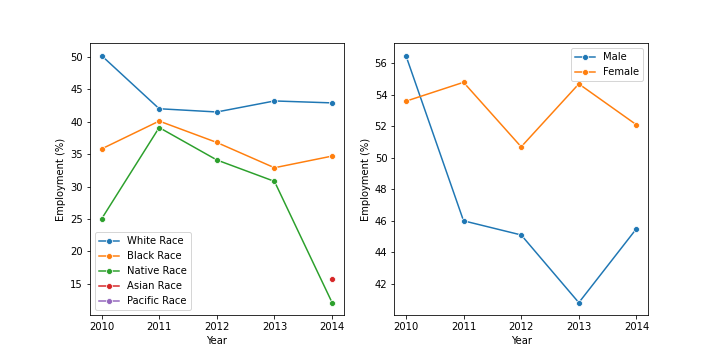 50
45
40
35
30
25
20
15
Employment (%)
White Race
Black Race
Native Race
Asian Race
Pacific Race
2010 2011 2012 2013 2014
Year
56
54
52
50
48
46
44
42
Employment (%)
Male
Female
2010 2011 2012 2013 2014
Year